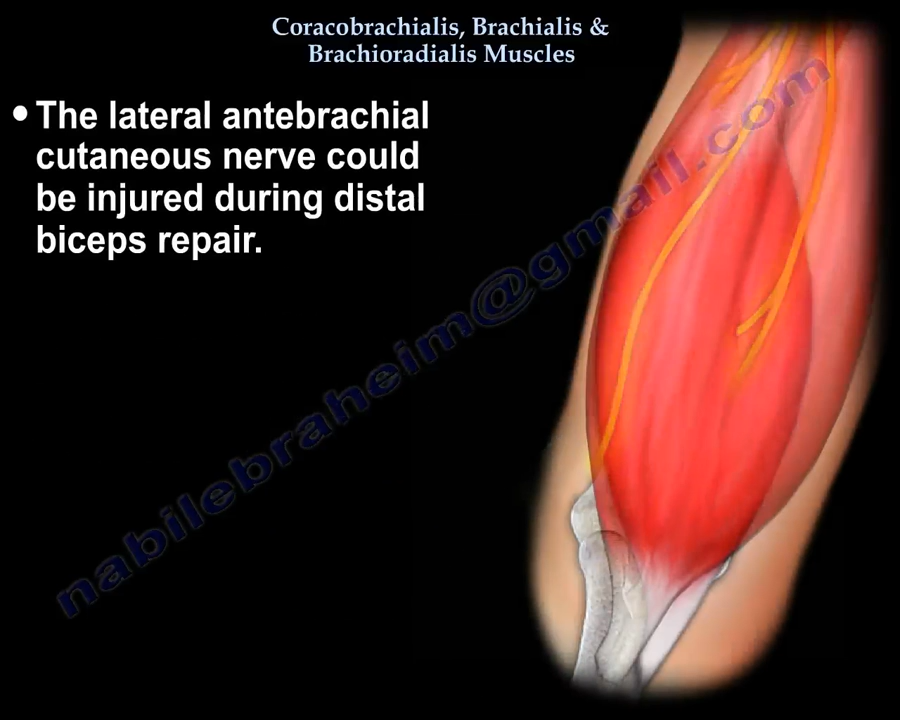 Coracobrachialis, Brachialis &
Brachioradialis Muscles
• The lateral antebrachial
cutaneous nerve could
be injured during distal
biceps repair.
nabilebraheim@gmail.com